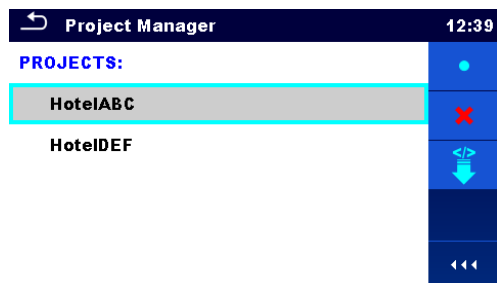 Project Manager 12:39
PROJECTS:
HotelABC
HotelDEF
</>